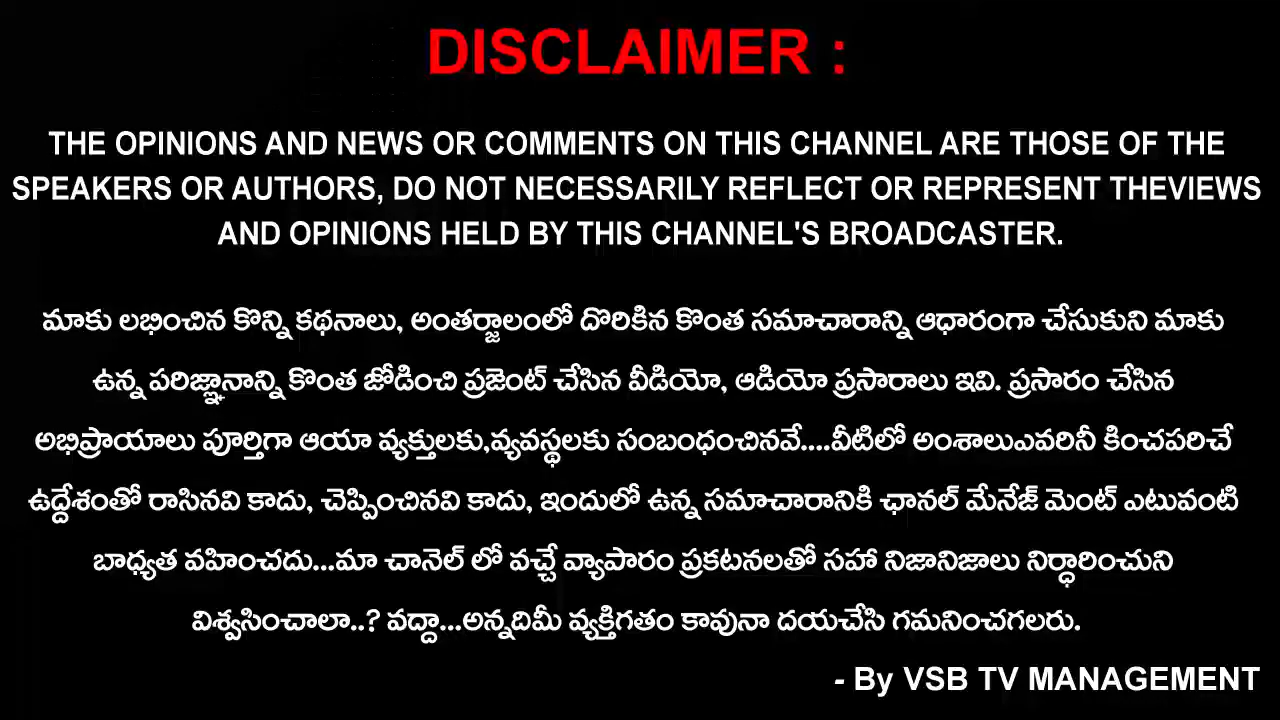 DISCLAIMER :
THE OPINIONS AND NEWS OR COMMENTS ON THIS CHANNEL ARE THOSE OF THE
SPEAKERS OR AUTHORS, DO NOT NECESSARILY REFLECT OR REPRESENT THEVIEWS
AND OPINIONS HELD BY THIS CHANNEL'S BROADCASTER.
మాకు లభించిన కొన్ని కథనాలు, అంతర్జాలంలో దొరికిన కొంత సమాచారాన్ని ఆధారంగా చేసుకుని మాకు
ఉన్న పరిజ్ఞానాన్ని కొంత జోడించి ప్రజెంట్ చేసిన వీడియో, ఆడియో ప్రసారాలు ఇవి. ప్రసారం చేసిన
అభిప్రాయాలు పూర్తిగా ఆయా వ్యక్తులకు,వ్యవస్థలకు సంబంధంచినవే....వీటిలో అంశాలుఎవరినీ కించపరిచే
ఉద్దేశంతో రాసినవి కాదు, చెప్పించినవి కాదు, ఇందులో ఉన్న సమాచారానికి ఛానల్ మేనేజ్ మెంట్ ఎటువంటి
బాధ్యత వహించదు...మా చానెల్ లో వచ్చే వ్యాపారం ప్రకటనలతో సహా నిజానిజాలు నిర్ధారించుని
విశ్వసించాలా..? వద్దా...అన్నదిమీ వ్యక్తిగతం కావునా దయచేసి గమనించగలరు.
- By VSB TV MANAGEMENT